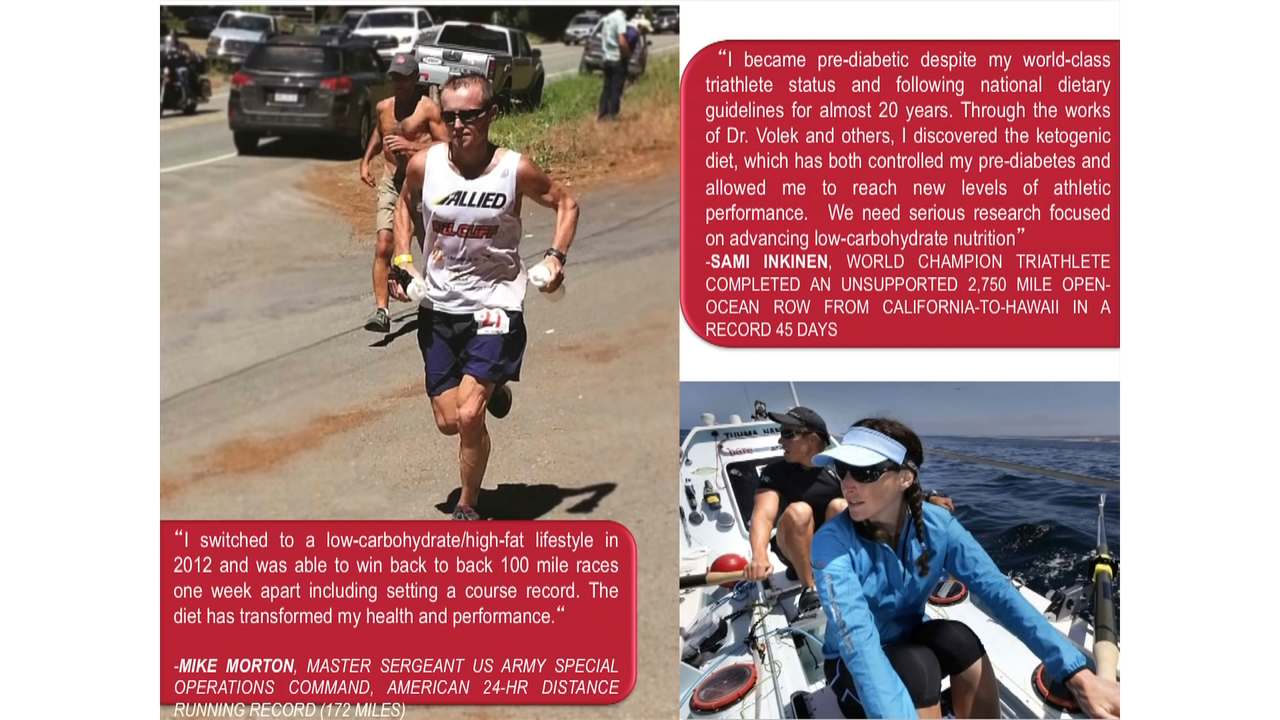 ALLIED
“I became pre-diabetic despite my world-class
triathlete status and following national dietary
guidelines for almost 20 years. Through the works
of Dr. Volek and others, I discovered the ketogenic
diet, which has both controlled my pre-diabetes and
allowed me to reach new levels of athletic
performance. We need serious research focused
on advancing low-carbohydrate nutrition”
-SAMI INKINEN, WORLD CHAMPION TRIATHLETE
COMPLETED AN UNSUPPORTED 2,750 MILE OPEN-
OCEAN ROW FROM CALIFORNIA-TO-HAWAII IN A
RECORD 45 DAYS
“I switched to a low-carbohydrate/high-fat lifestyle in
2012 and was able to win back to back 100 mile races
one week apart including setting a course record. The
diet has transformed my health and performance.“
-MIKE MORTON, MASTER SERGEANT US ARMY SPECIAL
OPERATIONS COMMAND, AMERICAN 24-HR DISTANCE
RUNNING RECORD (172 MILES)